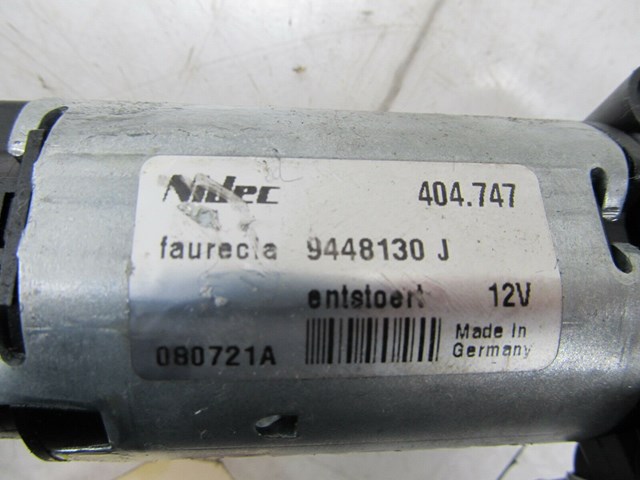 Nidec 404.747
faurecia 9448130 J
entstoert 12V
080721A Made In
Germany